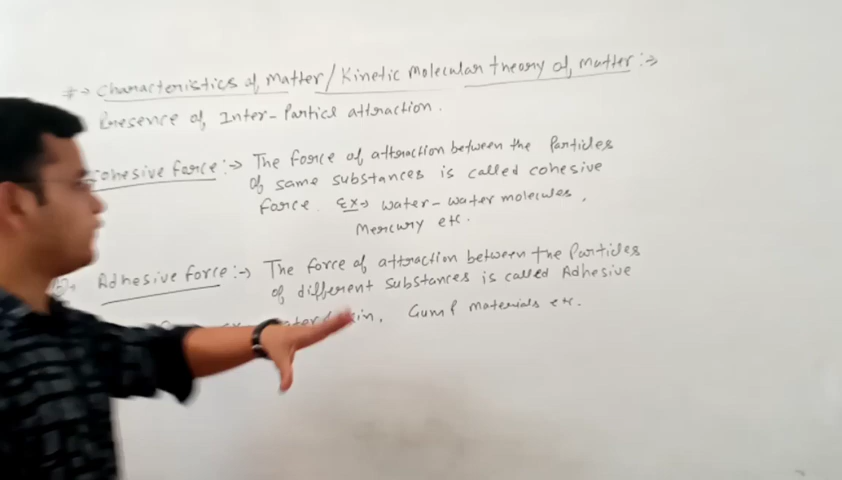 #→ Characteristics of Matter/Kinetic Molecular theory of matter :→
Presence of Inter-Particl attraction.
Cohesive force :→ The force of attraction between the Particles
of same substances is called cohesive
force. Ex→ water-water molecules,
Mercury etc.
Adhesive force :→ The force of attraction between the Particles
of different substances is called Adhesive
Gum & materials etc.